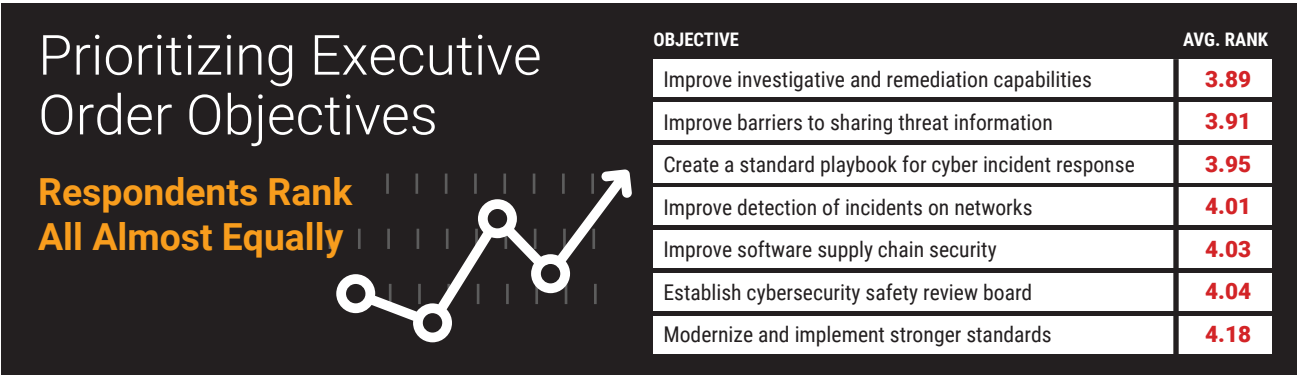 Prioritizing Executive
Order Objectives
Respondents Rank
All Almost Equally
OBJECTIVE AVG. RANK
Improve investigative and remediation capabilities 3.89
Improve barriers to sharing threat information 3.91
Create a standard playbook for cyber incident response 3.95
Improve detection of incidents on networks 4.01
Improve software supply chain security 4.03
Establish cybersecurity safety review board 4.04
Modernize and implement stronger standards 4.18